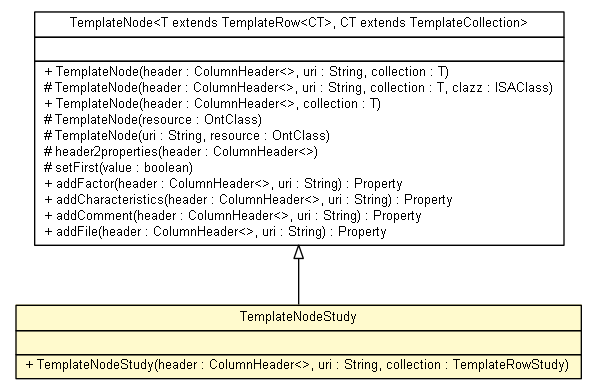 TemplateNode<T extends TemplateRow<CT>, CT extends TemplateCollection>
+ TemplateNode(header : ColumnHeader<>, uri : String, collection : T)
# TemplateNode(header : ColumnHeader<>, uri : String, collection : T, clazz : ISAClass)
+ TemplateNode(header : ColumnHeader<>, collection : T)
# TemplateNode(resource : OntClass)
# TemplateNode(uri : String, resource : OntClass)
# header2properties(header : ColumnHeader<>)
# setFirst(value : boolean)
+ addFactor(header : ColumnHeader<>, uri : String) : Property
+ addCharacteristics(header : ColumnHeader<>, uri : String) : Property
+ addComment(header : ColumnHeader<>, uri : String) : Property
+ addFile(header : ColumnHeader<>, uri : String) : Property
TemplateNodeStudy
+ TemplateNodeStudy(header : ColumnHeader<>, uri : String, collection : TemplateRowStudy)